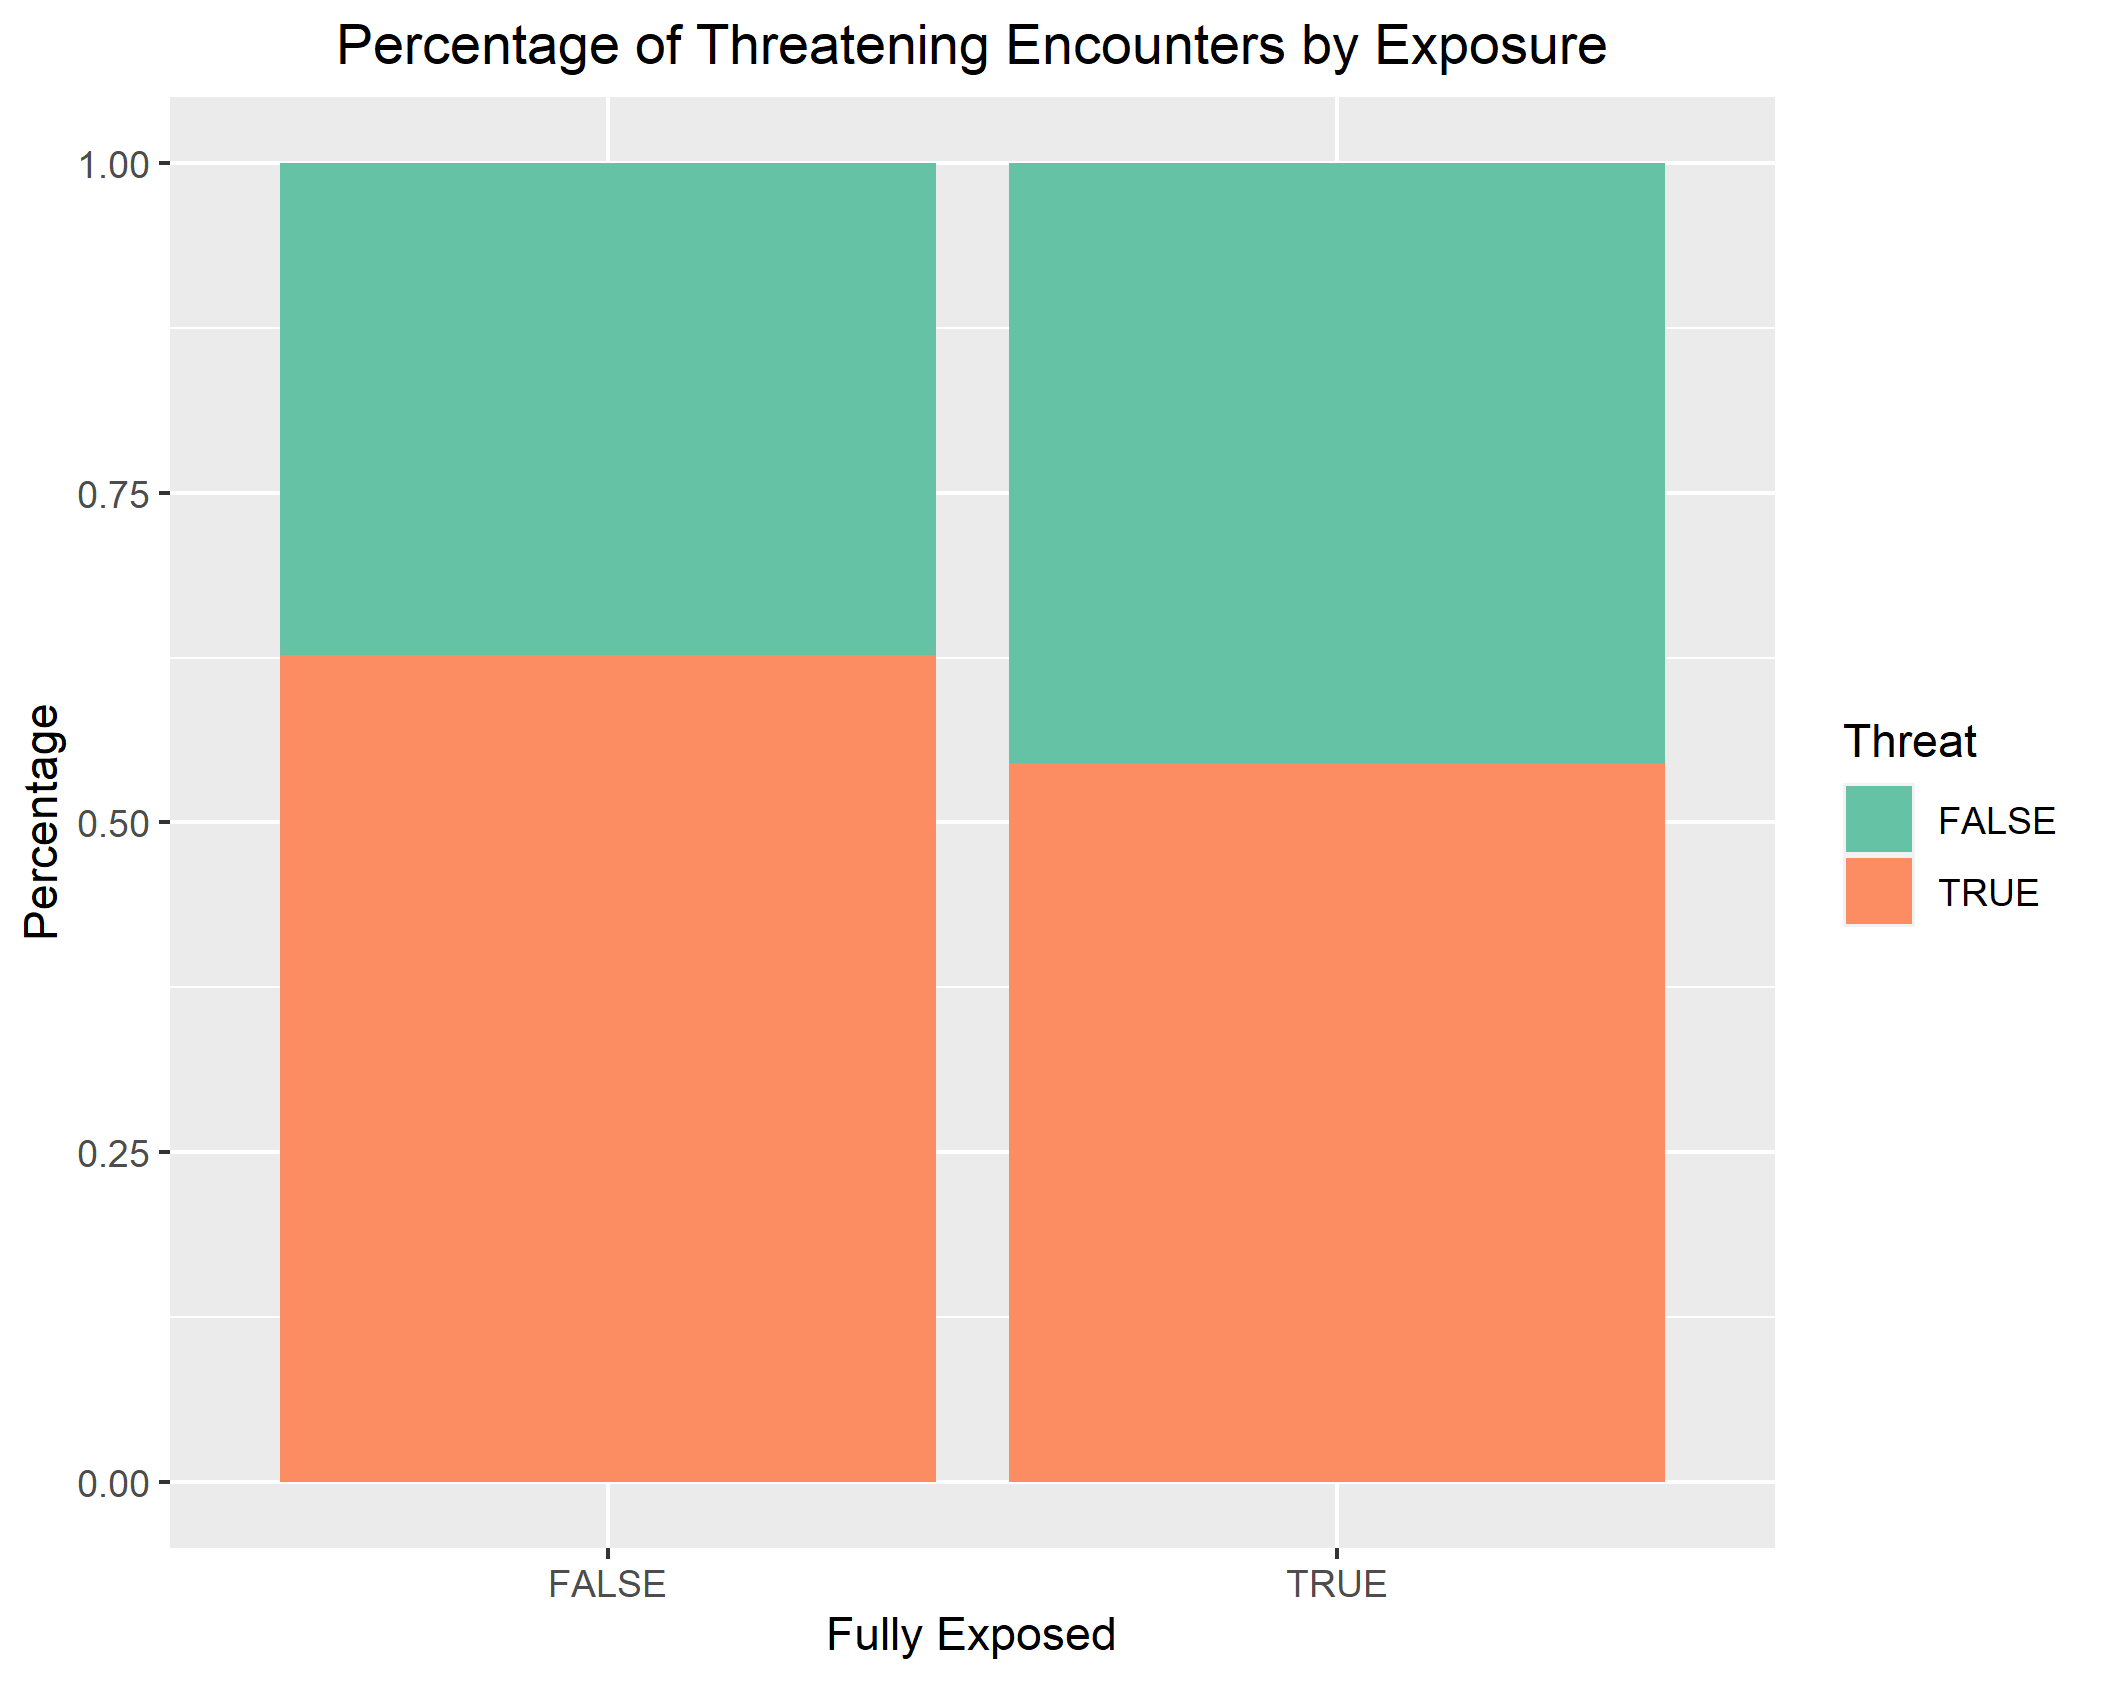 Percentage of Threatening Encounters by Exposure
Percentage
1.00
0.75
0.50
0.25
0.00
FALSE
TRUE
Fully Exposed
Threat
FALSE
TRUE